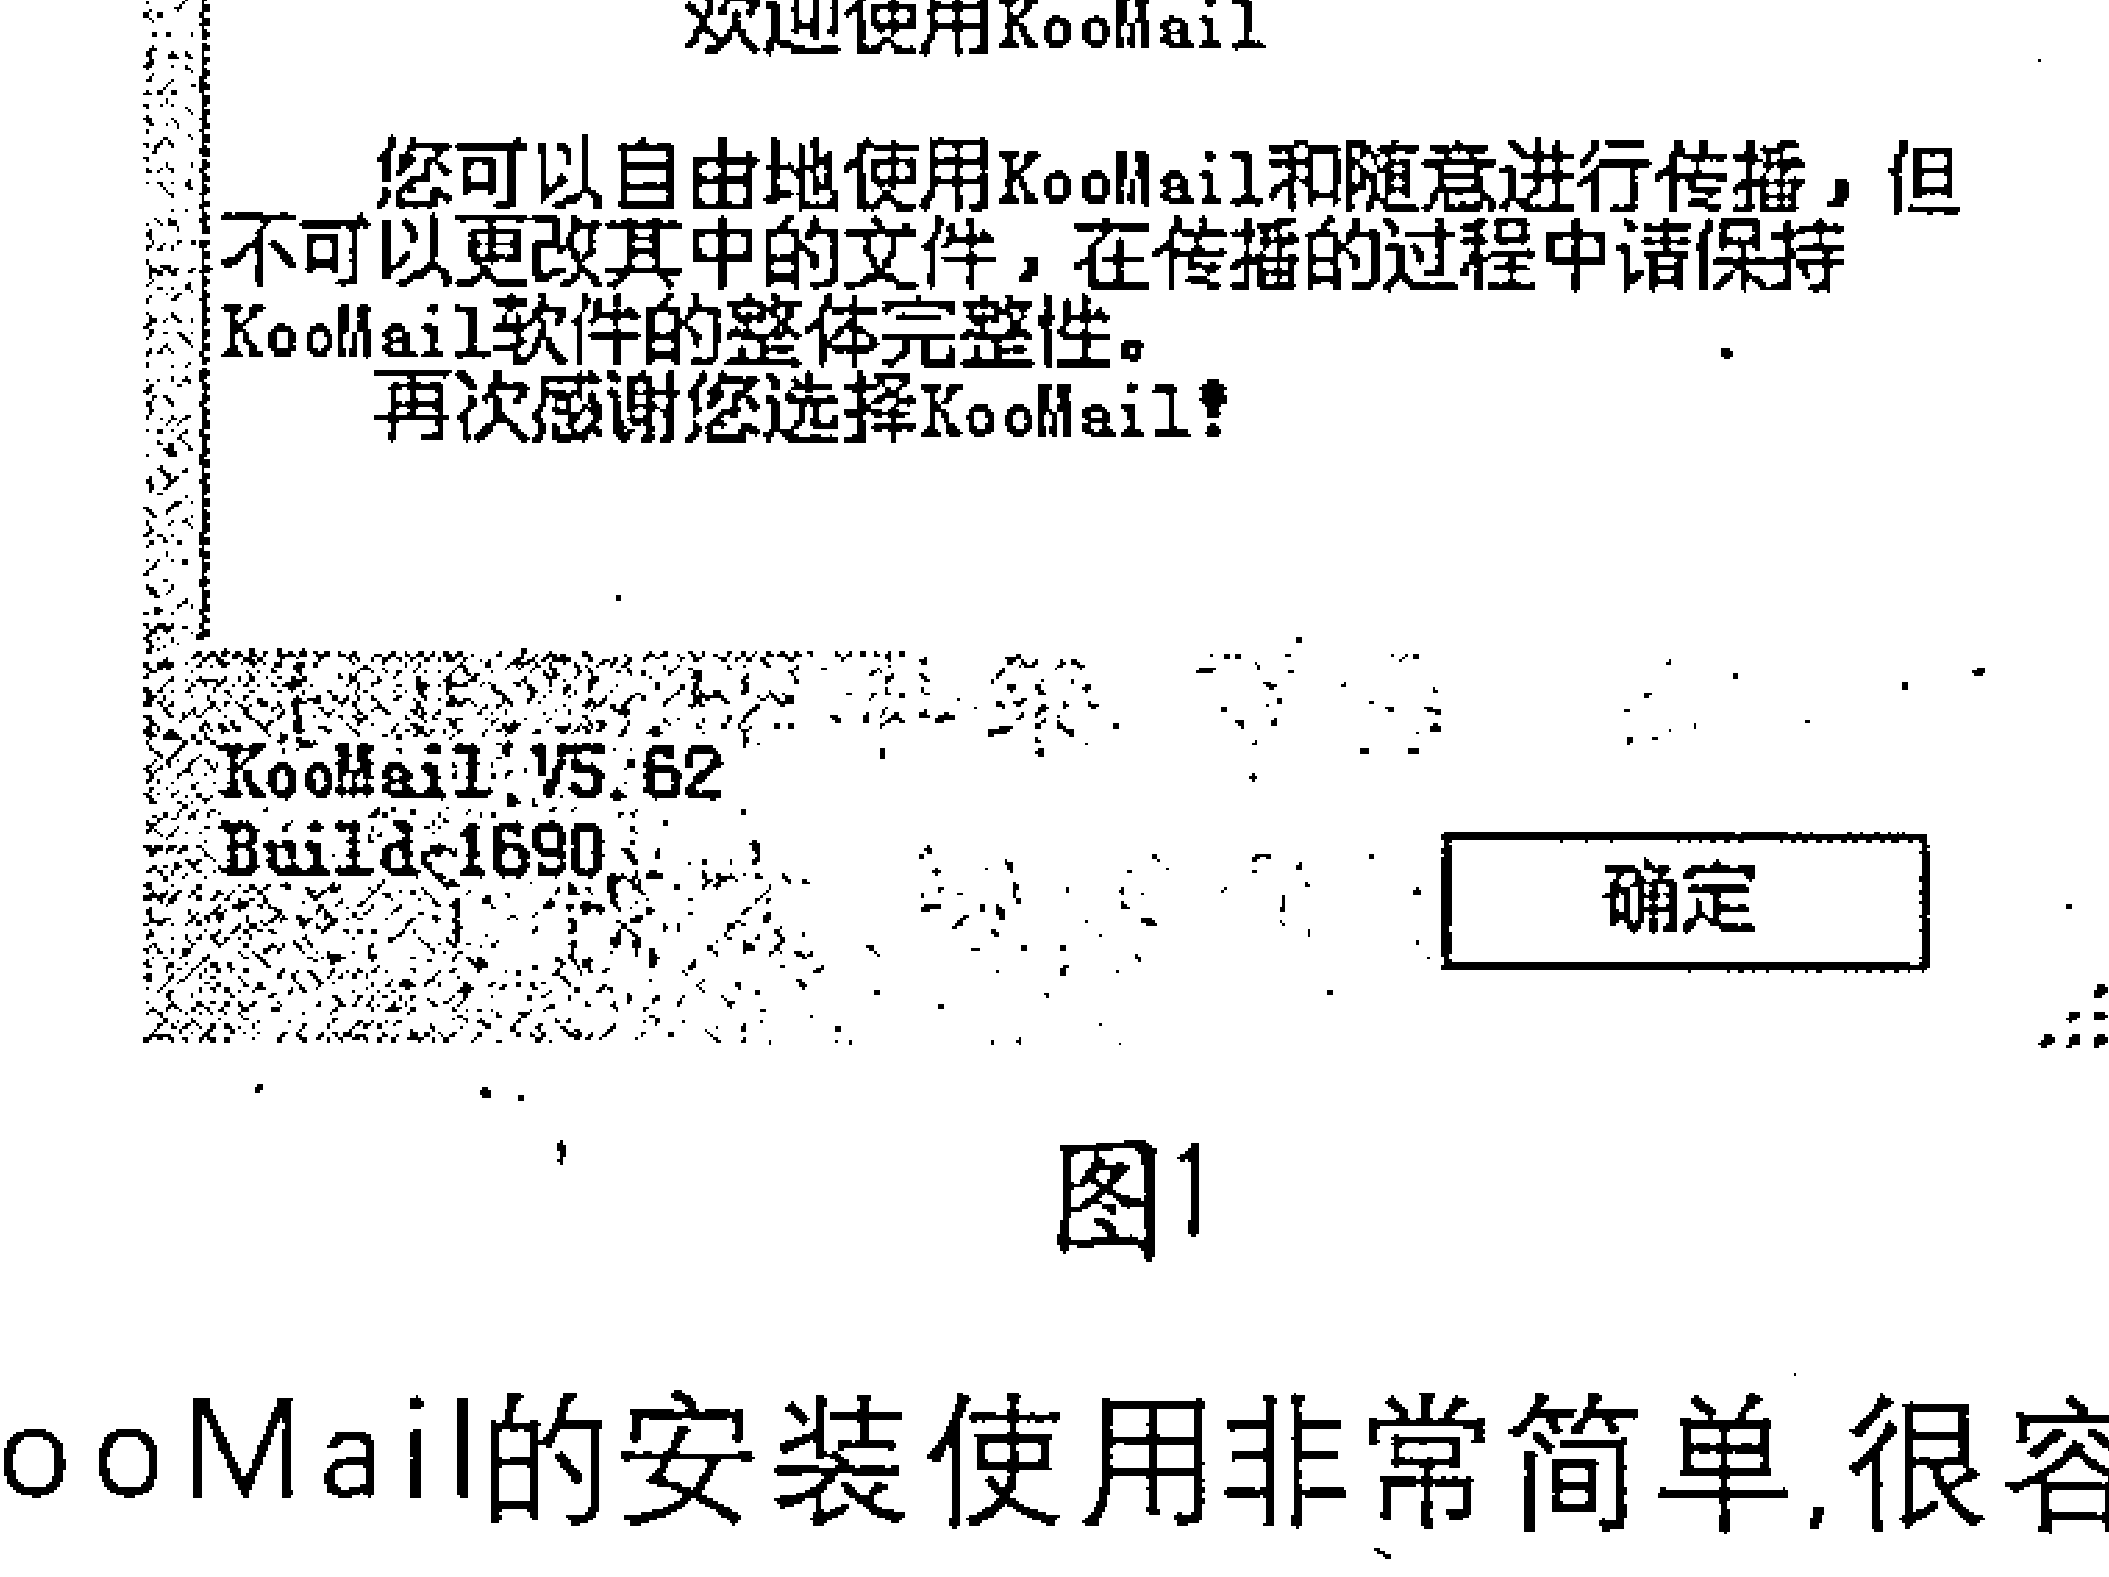 欢迎使用KooMail
您可以自由地使用KooMail和随意进行传播，但
不可以更改其中的文件，在传播的过程中请保持
KooMail软件的整体完整性。
再次感谢您选择KooMail！
KooMail V5.62
Build 1690
确定
图1
ooMail的安装使用非常简单,很容